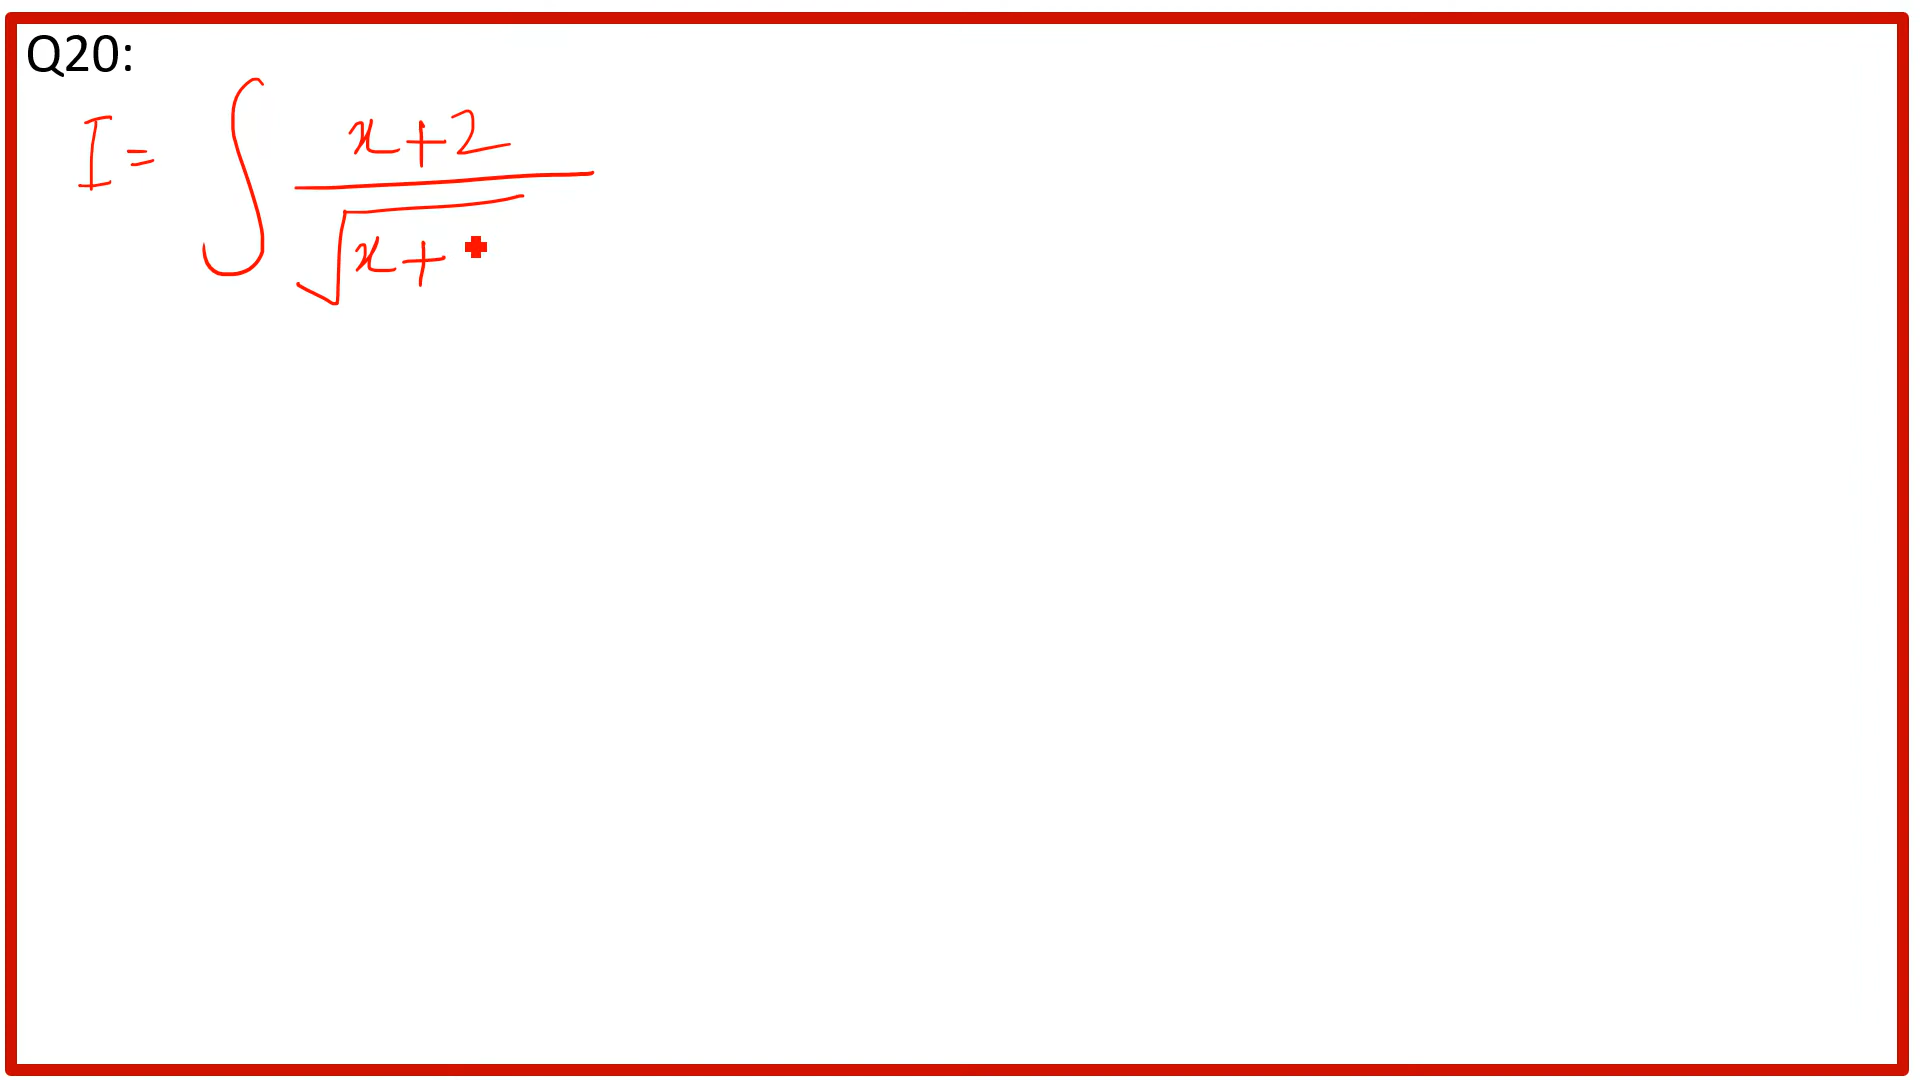 Q20:
I = ∫ x+2
√x+